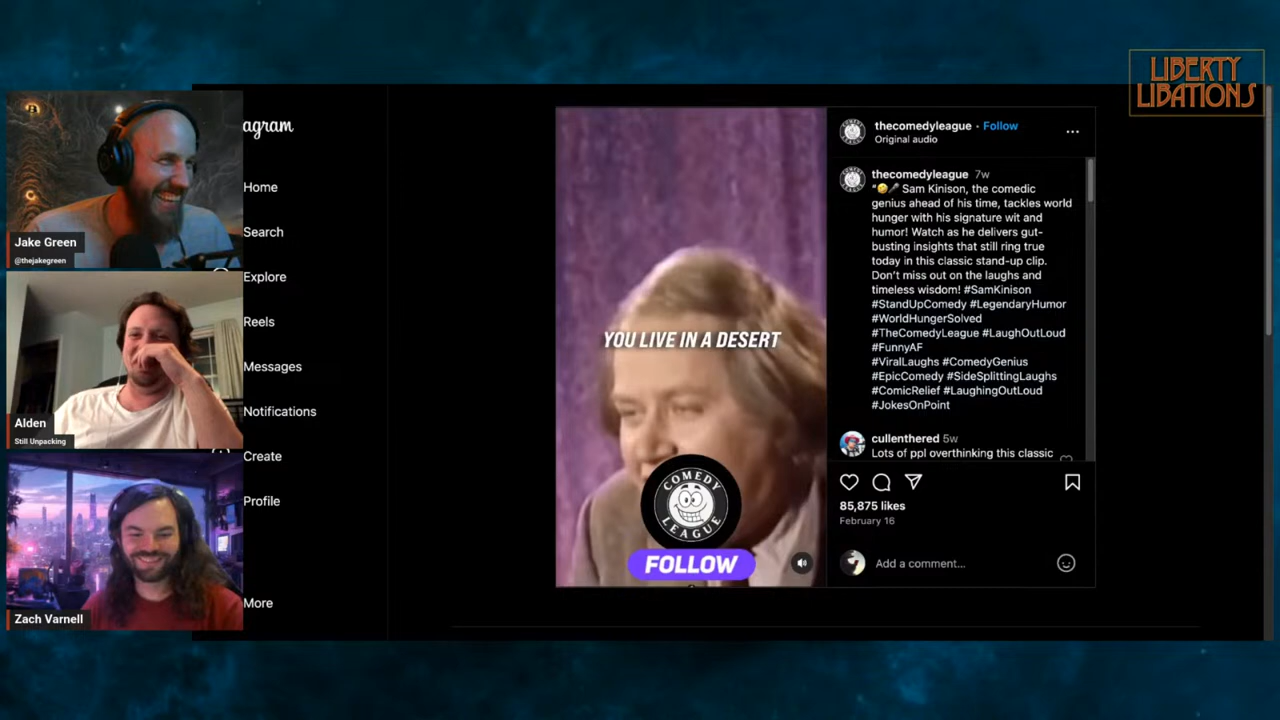 LIBERTY
LIBATIONS
agram
Home
Search
Explore
Reels
Messages
Notifications
Create
Profile
More
Jake Green
@thejakegreen
Alden
Still Unpacking
Zach Varnell
YOU LIVE IN A DESERT
COMEDY
LEAGUE
FOLLOW
thecomedyleague • Follow
Original audio
thecomedyleague 7w
"🤣🎤 Sam Kinison, the comedic
genius ahead of his time, tackles world
hunger with his signature wit and
humor! Watch as he delivers gut-
busting insights that still ring true
today in this classic stand-up clip.
Don't miss out on the laughs and
timeless wisdom! #SamKinison
#StandUpComedy #LegendaryHumor
#WorldHungerSolved
#TheComedyLeague #LaughOutLoud
#FunnyAF
#ViralLaughs #ComedyGenius
#EpicComedy #SideSplittingLaughs
#ComicRelief #LaughingOutLoud
#JokesOnPoint
cullenthered 5w
Lots of ppl overthinking this classic
85,875 likes
February 16
Add a comment...